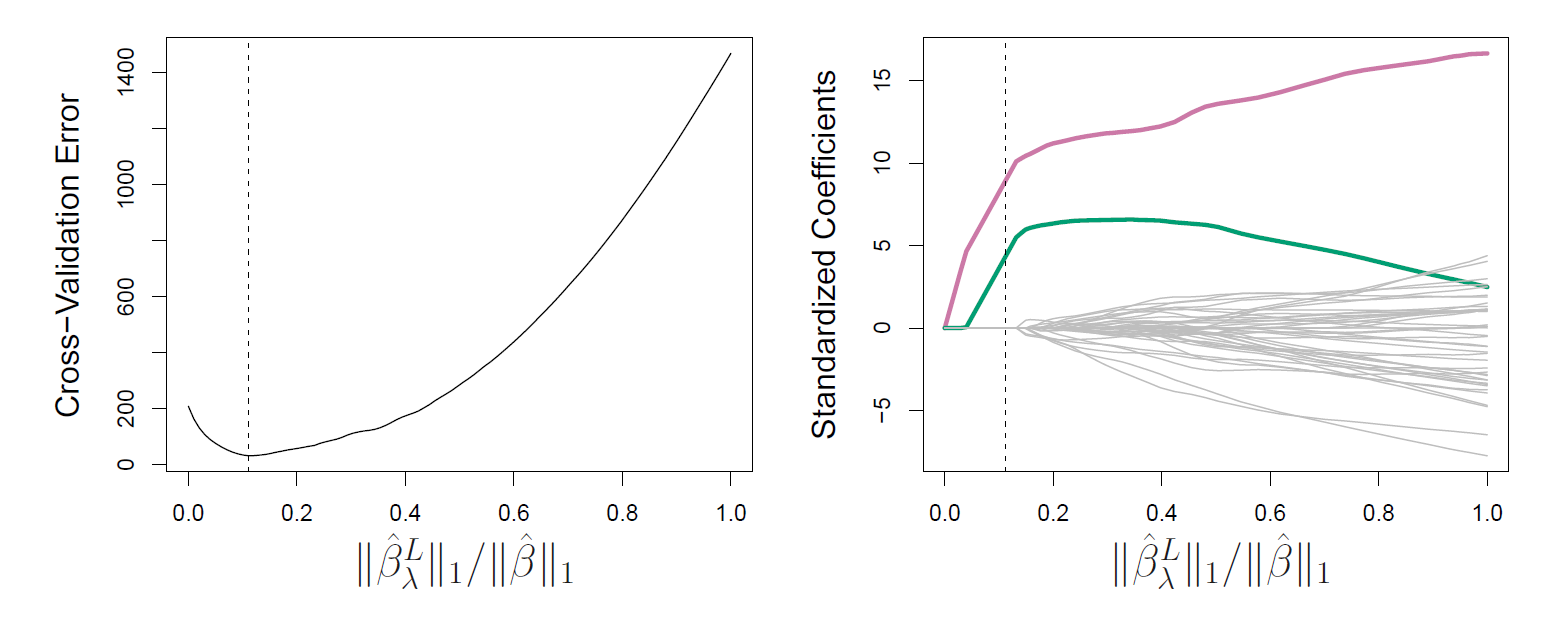 Cross−Validation Error
0 200 600 1000 1400
0.0 0.2 0.4 0.6 0.8 1.0
‖β̂^L_λ‖₁/‖β̂‖₁
Standardized Coefficients
−5 0 5 10 15
0.0 0.2 0.4 0.6 0.8 1.0
‖β̂^L_λ‖₁/‖β̂‖₁